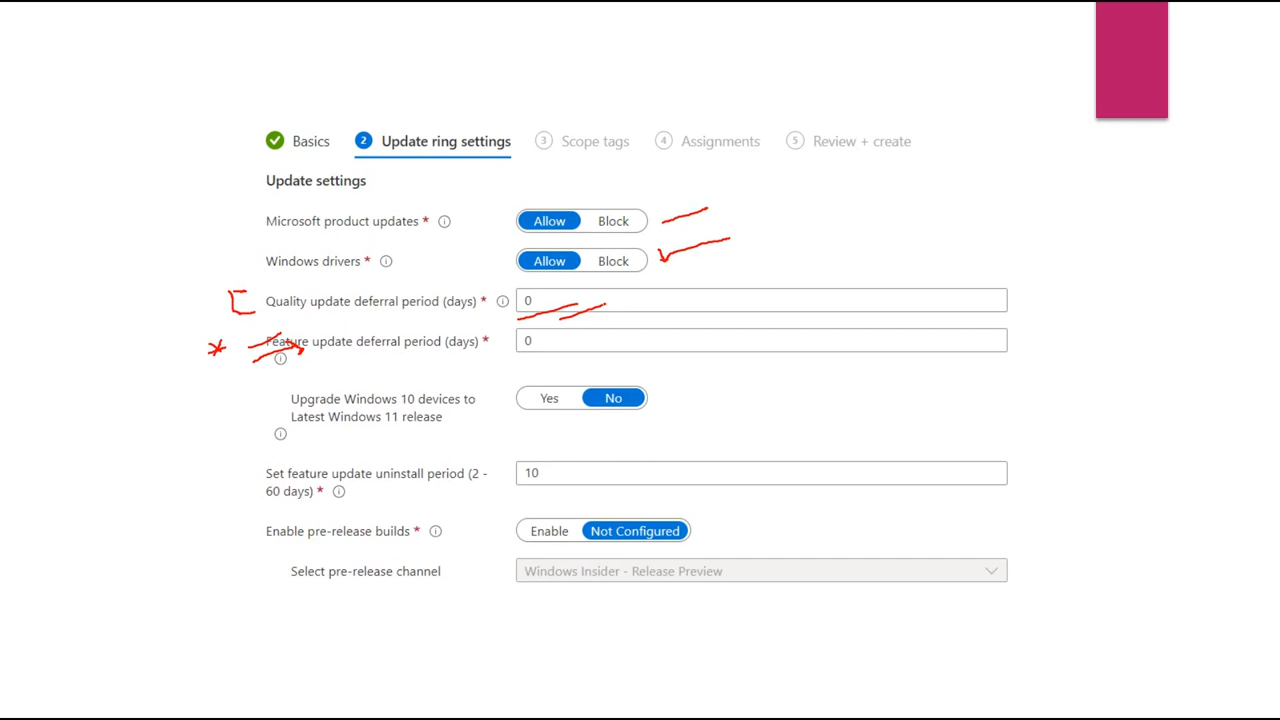 Basics 2 Update ring settings 3 Scope tags 4 Assignments 5 Review + create
Update settings
Microsoft product updates * Allow Block
Windows drivers * Allow Block
Quality update deferral period (days) * 0
Feature update deferral period (days) * 0
Upgrade Windows 10 devices to
Latest Windows 11 release
Yes No
Set feature update uninstall period (2 -
60 days) *
10
Enable pre-release builds * Enable Not Configured
Select pre-release channel Windows Insider - Release Preview